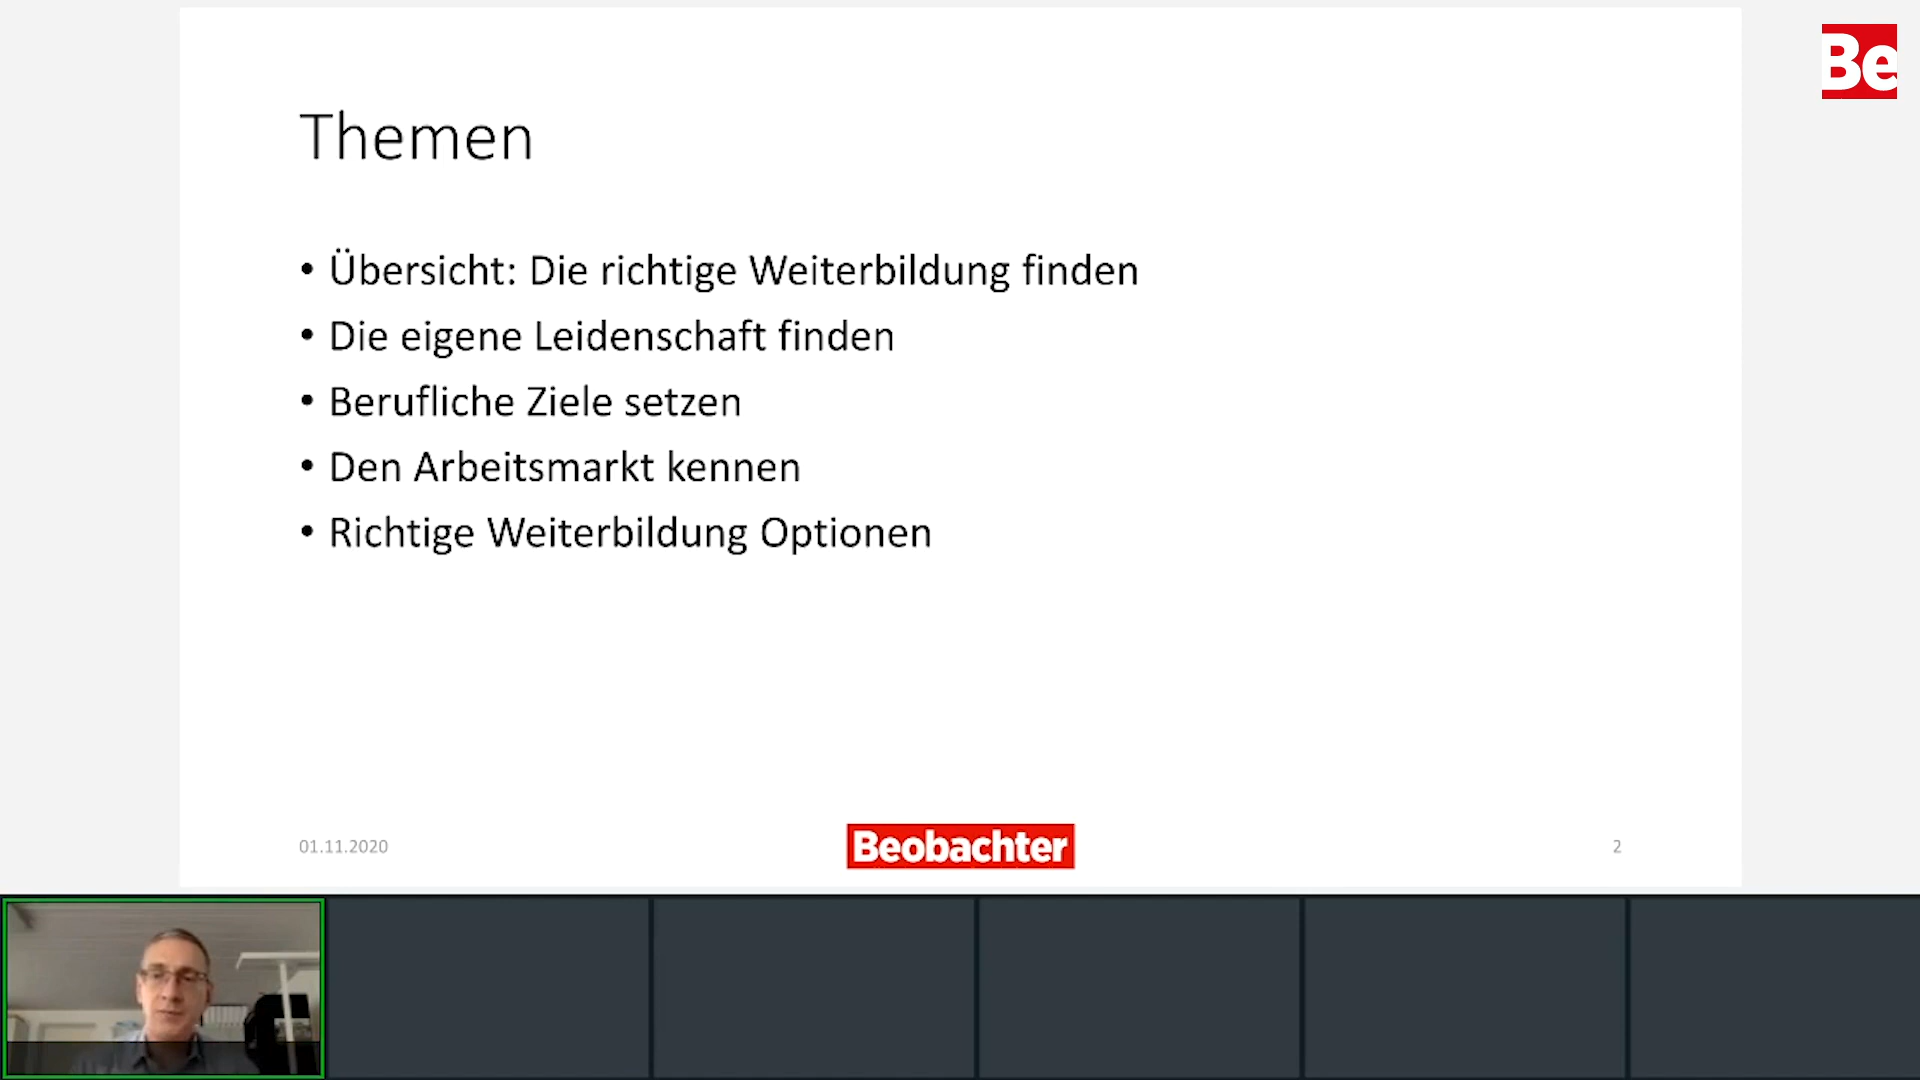 Be
Themen
• Übersicht: Die richtige Weiterbildung finden
• Die eigene Leidenschaft finden
• Berufliche Ziele setzen
• Den Arbeitsmarkt kennen
• Richtige Weiterbildung Optionen
01.11.2020
Beobachter
2